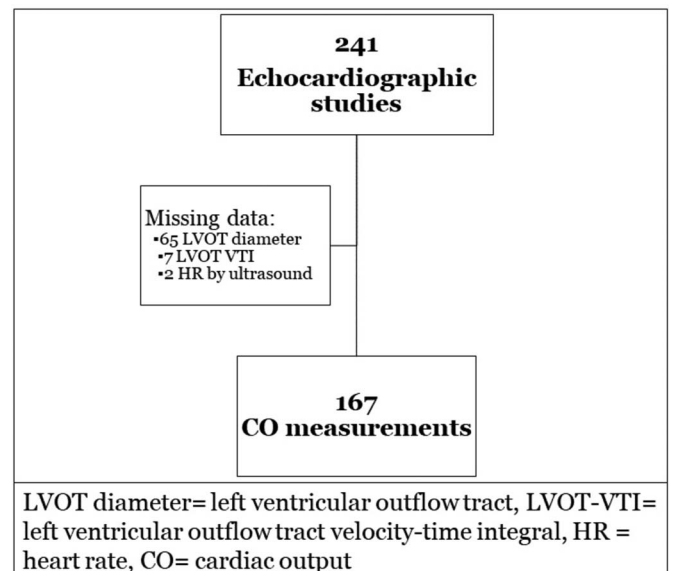 241
Echocardiographic
studies
Missing data:
▪65 LVOT diameter
▪7 LVOT VTI
▪2 HR by ultrasound
167
CO measurements
LVOT diameter= left ventricular outflow tract, LVOT-VTI=
left ventricular outflow tract velocity-time integral, HR =
heart rate, CO= cardiac output